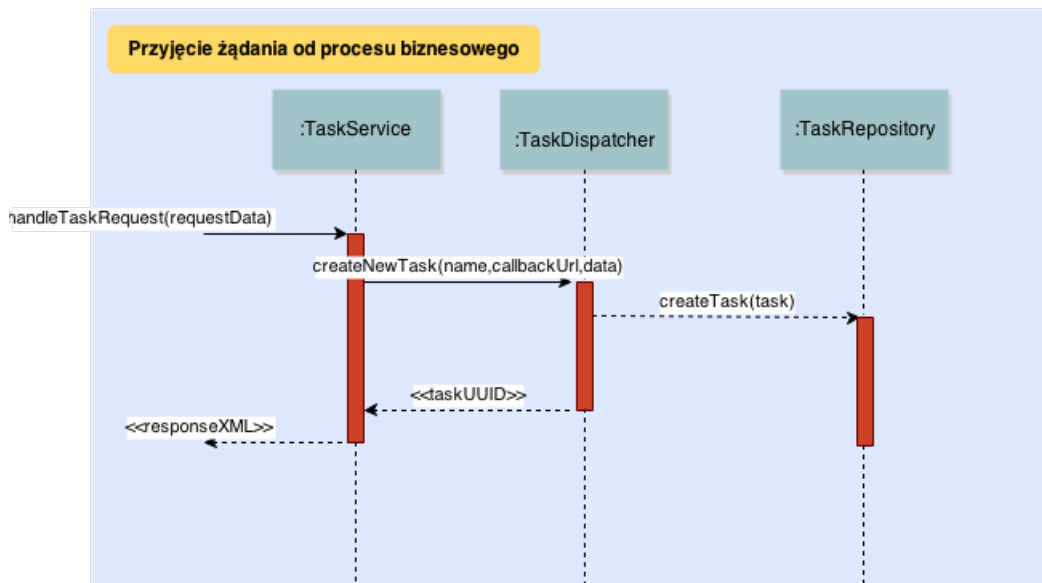 Przyjęcie żądania od procesu biznesowego
:TaskService
:TaskDispatcher
:TaskRepository
handleTaskRequest(requestData)
createNewTask(name,callbackUrl,data)
createTask(task)
<<taskUUID>>
<<responseXML>>